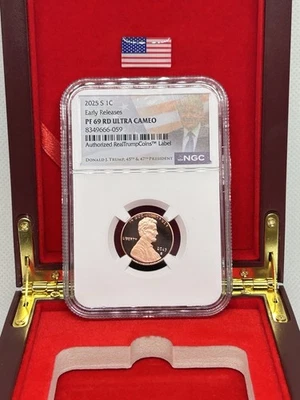 2025 S 1C
Early Releases
PF 69 RD ULTRA CAMEO
8349666-059
Authorized RealTrumpCoins™ Label
DONALD J. TRUMP, 45th & 47th PRESIDENT
NGC
LIBERTY
2025
S